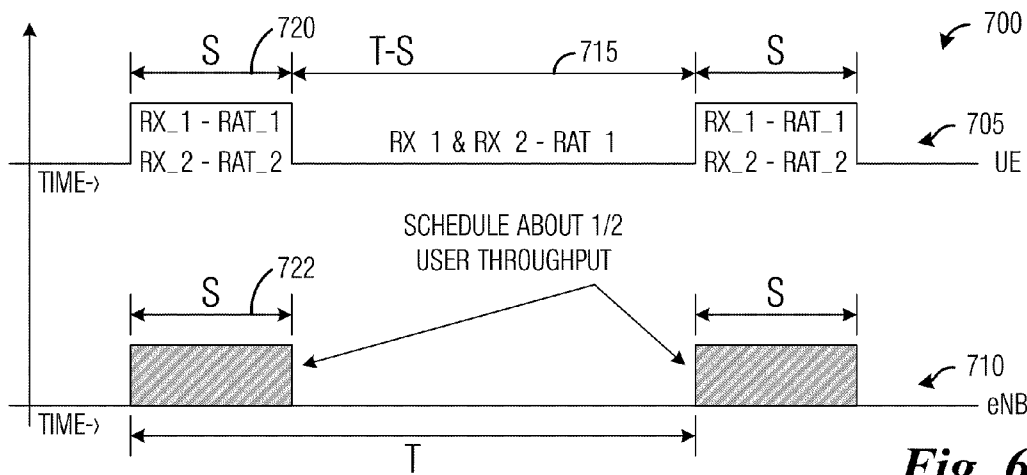 720
700
S
T-S
715
S
RX_1 - RAT_1
RX_2 - RAT_2
RX 1 & RX 2 - RAT 1
RX_1 - RAT_1
RX_2 - RAT_2
705
UE
TIME->
SCHEDULE ABOUT 1/2
USER THROUGHPUT
722
S
S
710
eNB
TIME->
T
Fig. 6